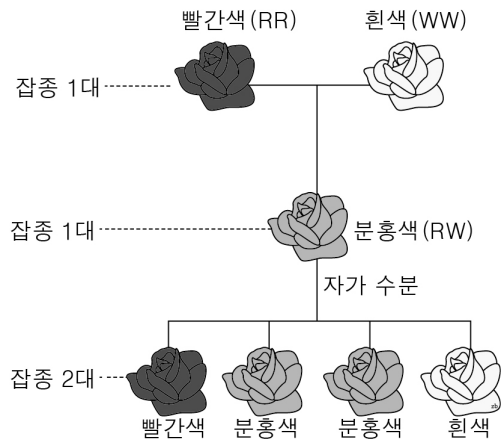 빨간색(RR) 흰색(WW)
잡종 1대
잡종 1대
분홍색(RW)
자가 수분
잡종 2대
빨간색 분홍색 분홍색 흰색